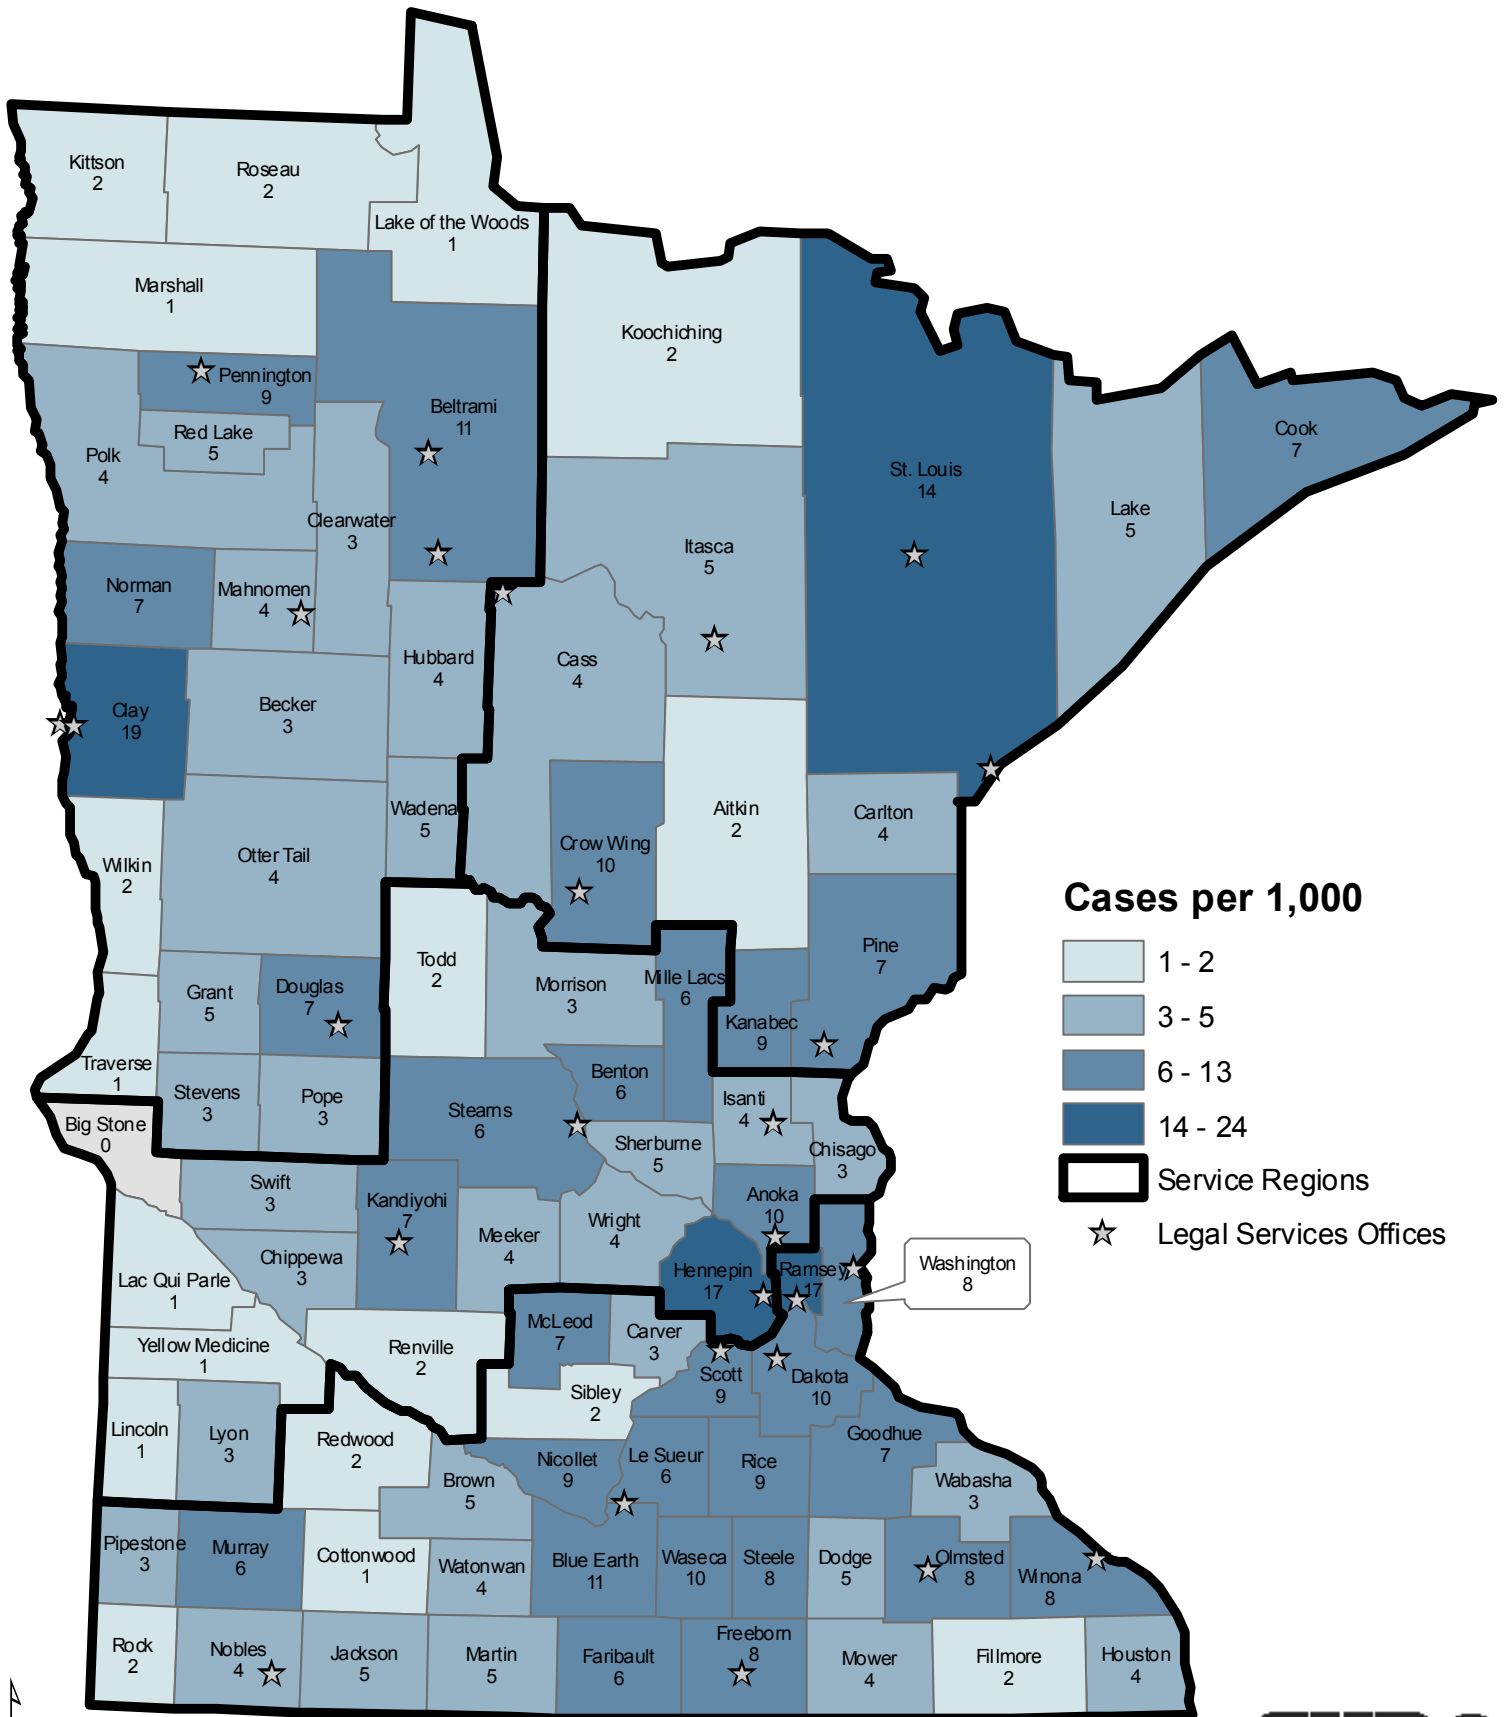 Kittson
2
Roseau
2
Lake of the Woods
1
Marshall
1
Koochiching
2
Pennington
9
Beltrami
11
Red Lake
5
Polk
4
Cook
7
St. Louis
14
Lake
5
Clearwater
3
Itasca
5
Norman
7
Mahnomen
4
Hubbard
4
Cass
4
Clay
19
Becker
3
Wadena
5
Aitkin
2
Carlton
4
Crow Wing
10
Otter Tail
4
Wilkin
2
Cases per 1,000
1 - 2
3 - 5
6 - 13
14 - 24
Service Regions
Legal Services Offices
Todd
2
Morrison
3
Mille Lacs
6
Pine
7
Grant
5
Douglas
7
Kanabec
9
Traverse
1
Stevens
3
Pope
3
Benton
6
Stearns
6
Isanti
4
Big Stone
0
Sherburne
5
Chisago
3
Swift
3
Kandiyohi
7
Anoka
10
Meeker
4
Wright
4
Chippewa
3
Hennepin
17
Ramsey
17
Washington
8
Lac Qui Parle
1
Yellow Medicine
1
Renville
2
McLeod
7
Carver
3
Scott
9
Dakota
10
Sibley
2
Lincoln
1
Lyon
3
Redwood
2
Goodhue
7
Nicollet
9
Le Sueur
6
Rice
9
Brown
5
Wabasha
3
Pipestone
3
Murray
6
Cottonwood
1
Watonwan
4
Blue Earth
11
Waseca
10
Steele
8
Dodge
5
Olmsted
8
Winona
8
Rock
2
Nobles
4
Jackson
5
Martin
5
Faribault
6
Freeborn
8
Mower
4
Fillmore
2
Houston
4